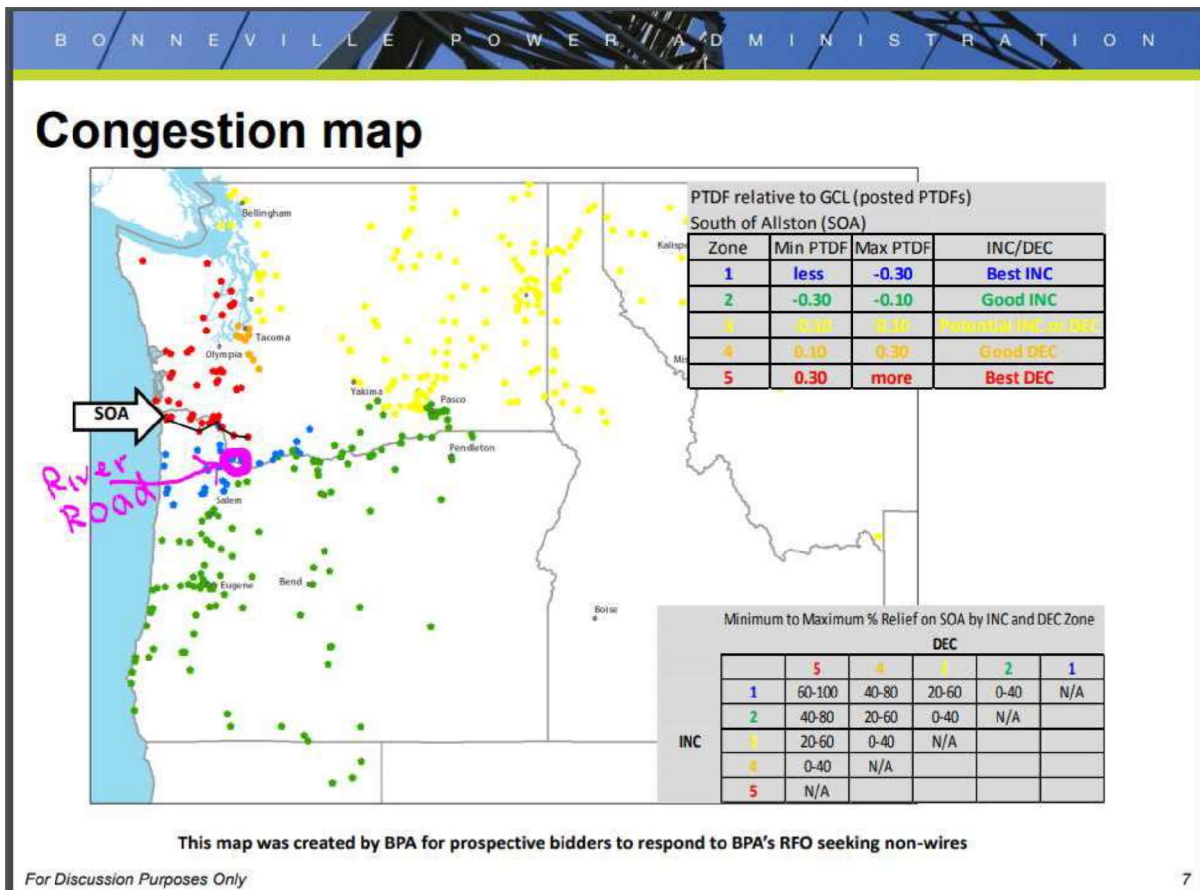 BONNEVILLE POWER ADMINISTRATION
Congestion map
Bellingham
Tacoma
Olympia
Yakima
Pasco
SOA
Pendleton
River
Road
Salem
Eugene
Bend
Boise
Kalispe
Mis
PTDF relative to GCL (posted PTDFs)
South of Allston (SOA)
Zone Min PTDF Max PTDF INC/DEC
1 less -0.30 Best INC
2 -0.30 -0.10 Good INC
3 -0.10 0.10 Potential INC or DEC
4 0.10 0.30 Good DEC
5 0.30 more Best DEC
Minimum to Maximum % Relief on SOA by INC and DEC Zone
DEC
5 4 3 2 1
1 60-100 40-80 20-60 0-40 N/A
2 40-80 20-60 0-40 N/A
INC
3 20-60 0-40 N/A
4 0-40 N/A
5 N/A
This map was created by BPA for prospective bidders to respond to BPA's RFO seeking non-wires
For Discussion Purposes Only
7